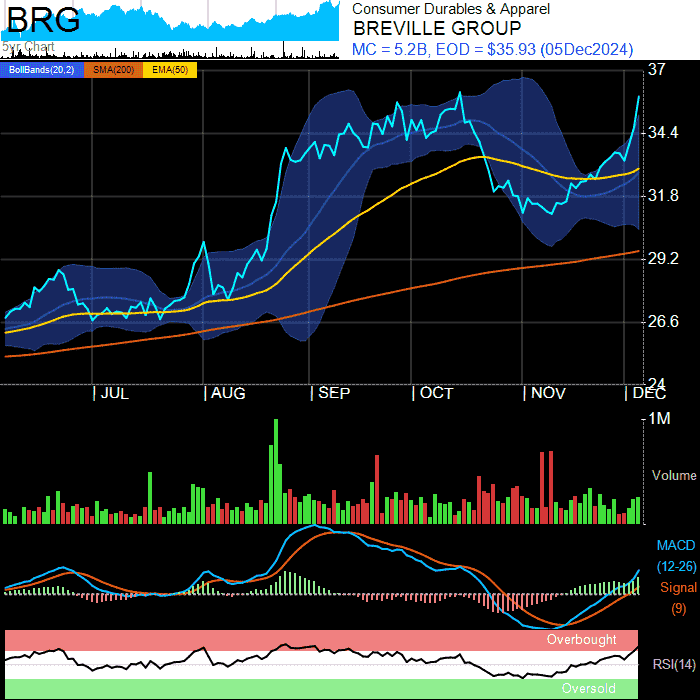 BRG
5yr Chart
Consumer Durables & Apparel
BREVILLE GROUP
MC = 5.2B, EOD = $35.93 (05Dec2024)
BollBands(20,2) SMA(200) EMA(50)
37
34.4
31.8
29.2
26.6
24
| JUL | AUG | SEP | OCT | NOV | DEC
1M
Volume
MACD
(12-26)
Signal
(9)
Overbought
RSI(14)
Oversold